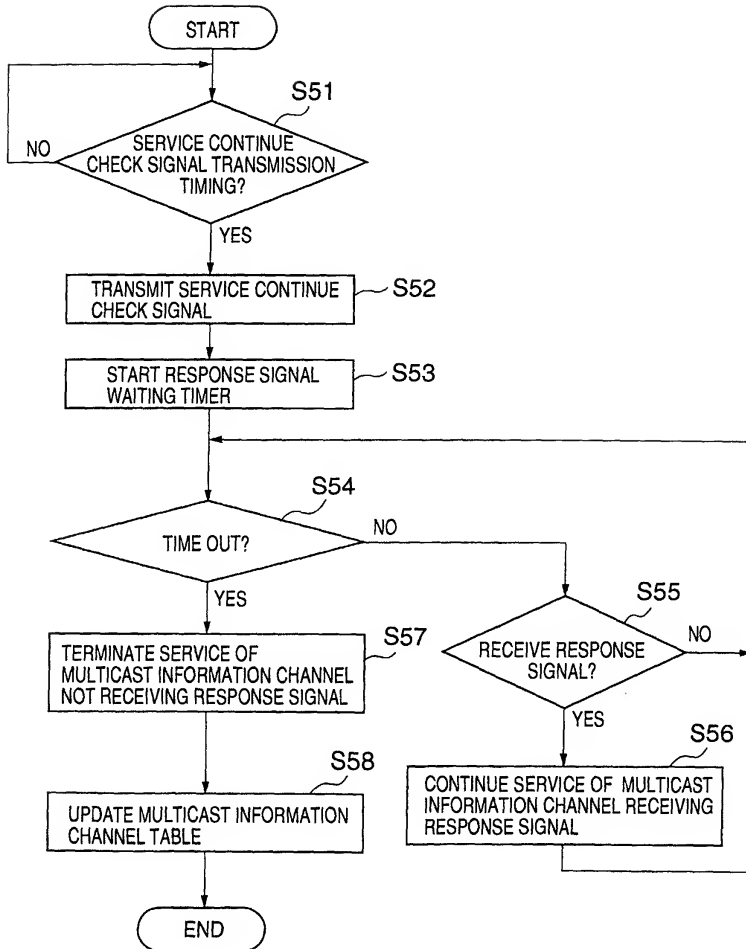 START
S51
SERVICE CONTINUE
CHECK SIGNAL TRANSMISSION
TIMING?
NO
YES
TRANSMIT SERVICE CONTINUE
CHECK SIGNAL
S52
START RESPONSE SIGNAL
WAITING TIMER
S53
S54
TIME OUT?
NO
YES
S55
RECEIVE RESPONSE
SIGNAL?
NO
YES
S57
TERMINATE SERVICE OF
MULTICAST INFORMATION CHANNEL
NOT RECEIVING RESPONSE SIGNAL
S56
CONTINUE SERVICE OF MULTICAST
INFORMATION CHANNEL RECEIVING
RESPONSE SIGNAL
S58
UPDATE MULTICAST INFORMATION
CHANNEL TABLE
END